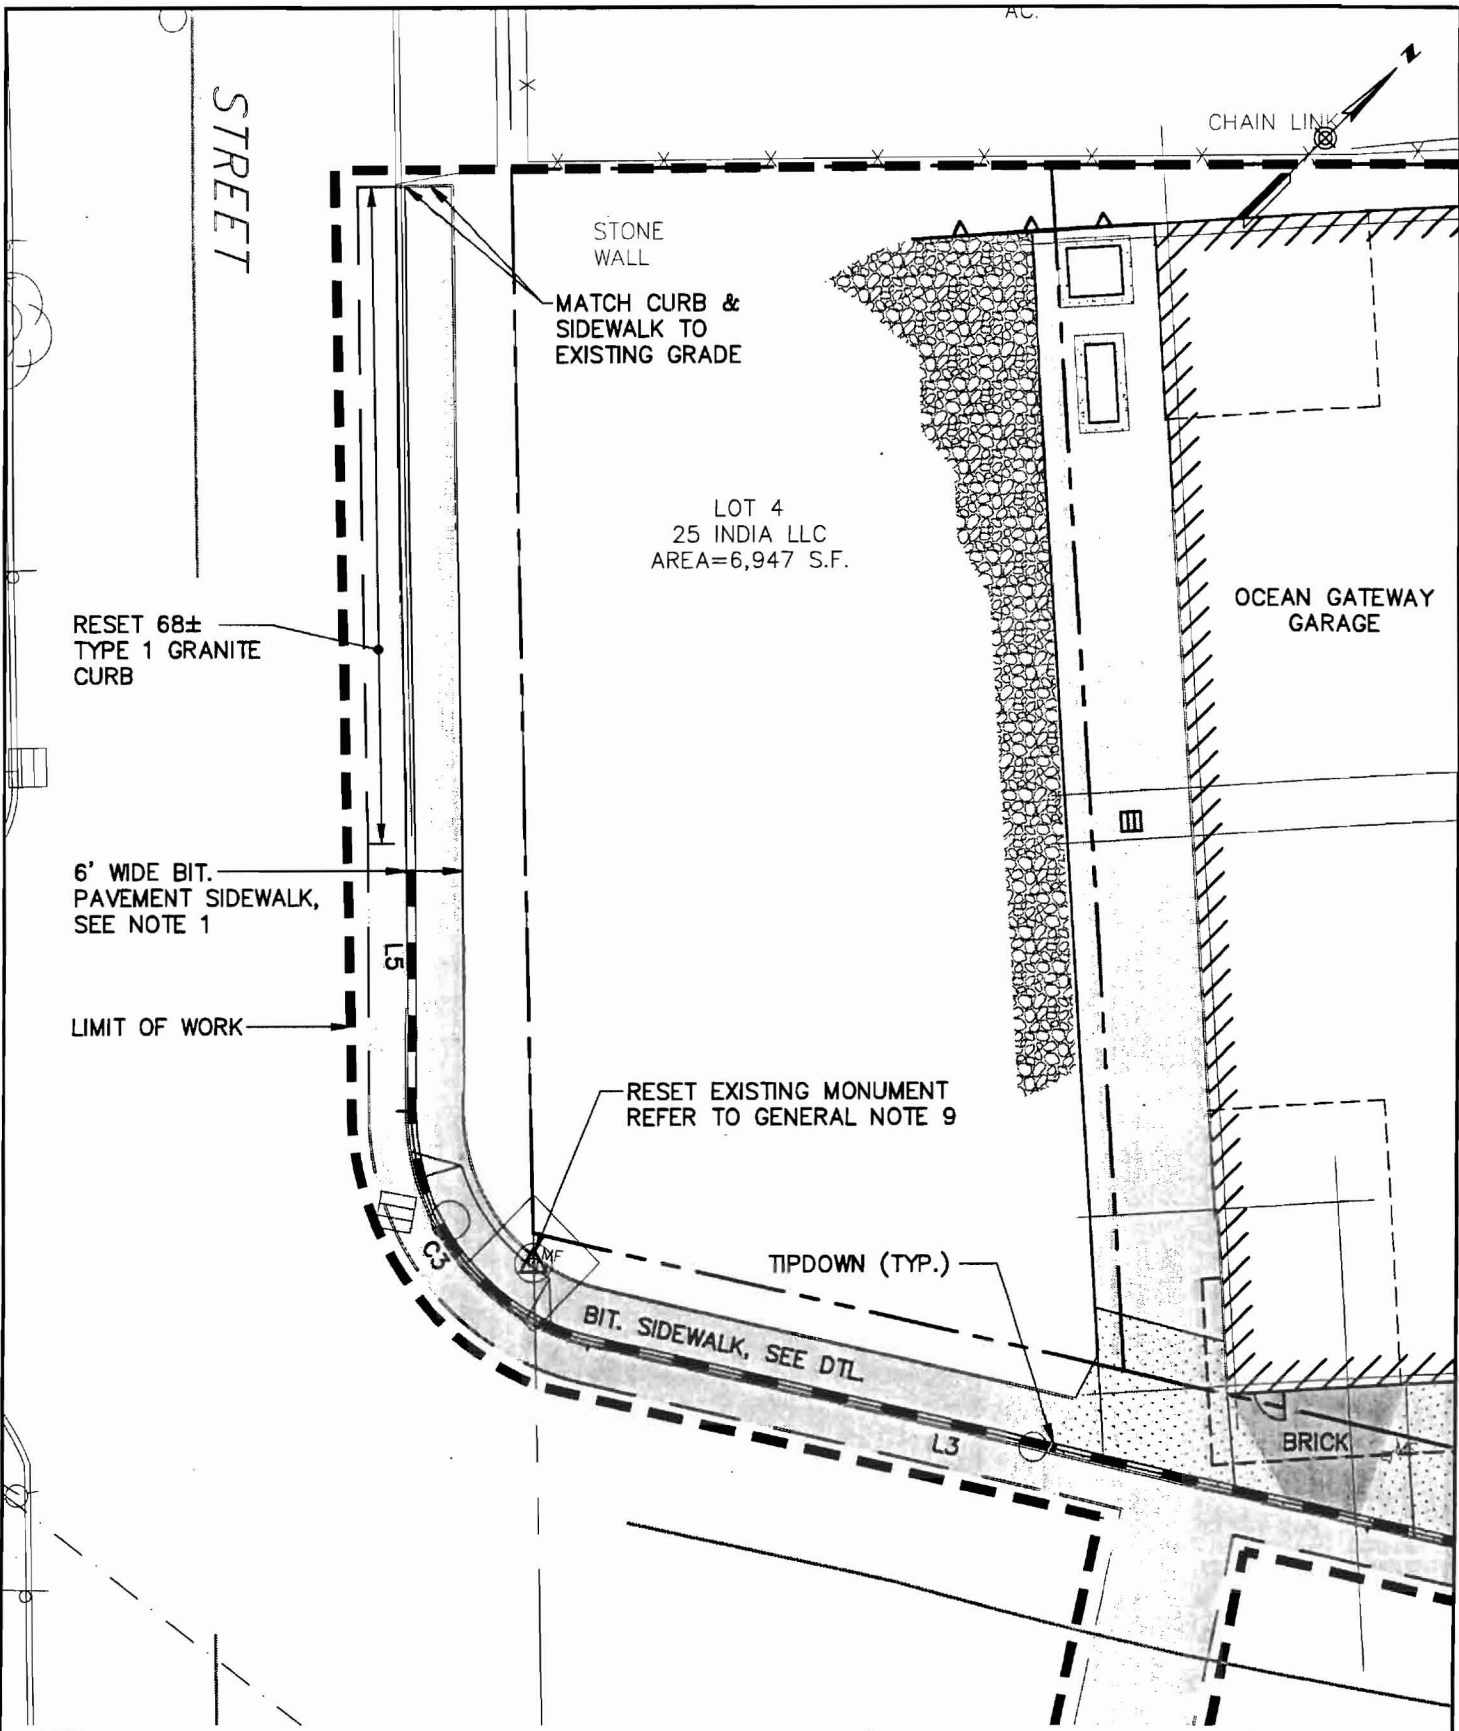 AC.
STREET
N
CHAIN LINK
STONE
WALL
MATCH CURB &
SIDEWALK TO
EXISTING GRADE
LOT 4
25 INDIA LLC
AREA=6,947 S.F.
OCEAN GATEWAY
GARAGE
RESET 68±
TYPE 1 GRANITE
CURB
6' WIDE BIT.
PAVEMENT SIDEWALK,
SEE NOTE 1
L5
LIMIT OF WORK
RESET EXISTING MONUMENT
REFER TO GENERAL NOTE 9
C3
MF
TIPDOWN (TYP.)
BIT. SIDEWALK, SEE DTL
L3
BRICK